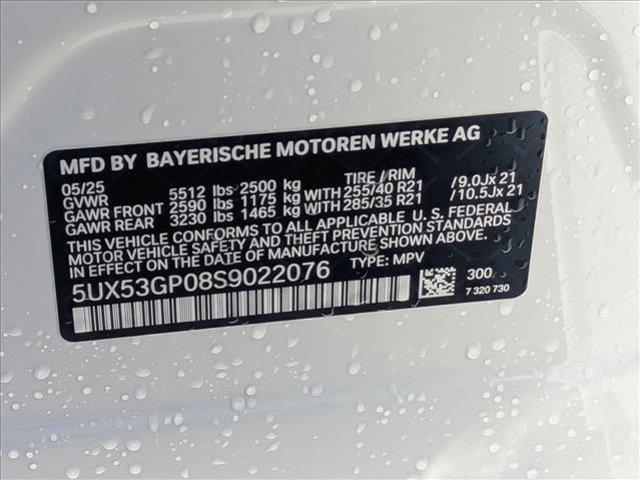 MFD BY BAYERISCHE MOTOREN WERKE AG
05/25 TIRE / RIM
GVWR 5512 lbs 2500 kg
GAWR FRONT 2590 lbs 1175 kg WITH 255/40 R21 /9.0Jx 21
GAWR REAR 3230 lbs 1465 kg WITH 285/35 R21 /10.5Jx 21
THIS VEHICLE CONFORMS TO ALL APPLICABLE U. S. FEDERAL
MOTOR VEHICLE SAFETY AND THEFT PREVENTION STANDARDS
IN EFFECT ON THE DATE OF MANUFACTURE SHOWN ABOVE.
5UX53GP08S9022076 TYPE: MPV
300
7 320 730